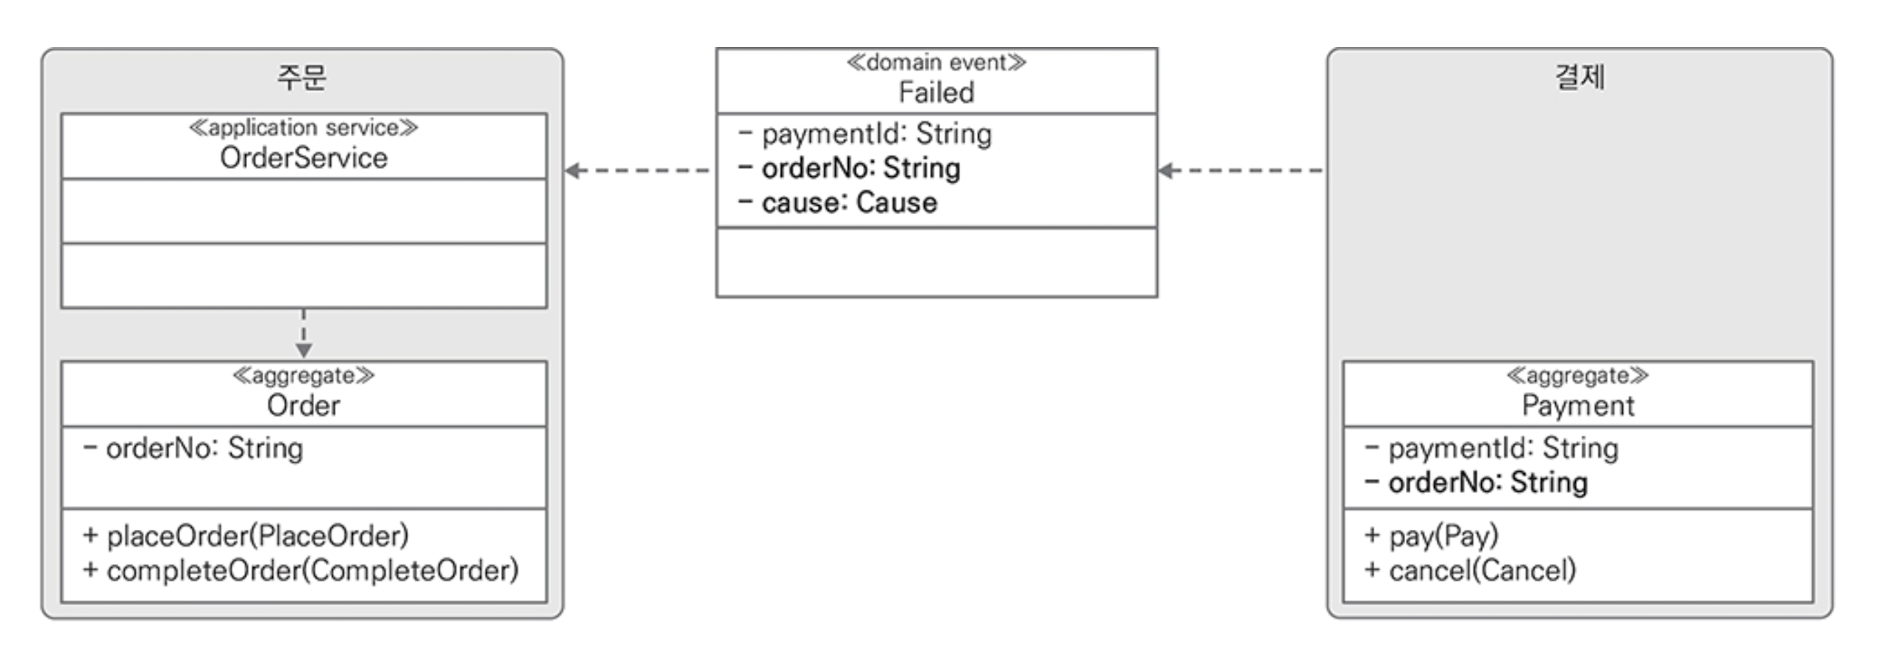 주문
≪application service≫
OrderService
≪aggregate≫
Order
- orderNo: String
+ placeOrder(PlaceOrder)
+ completeOrder(CompleteOrder)
≪domain event≫
Failed
- paymentId: String
- orderNo: String
- cause: Cause
결제
≪aggregate≫
Payment
- paymentId: String
- orderNo: String
+ pay(Pay)
+ cancel(Cancel)